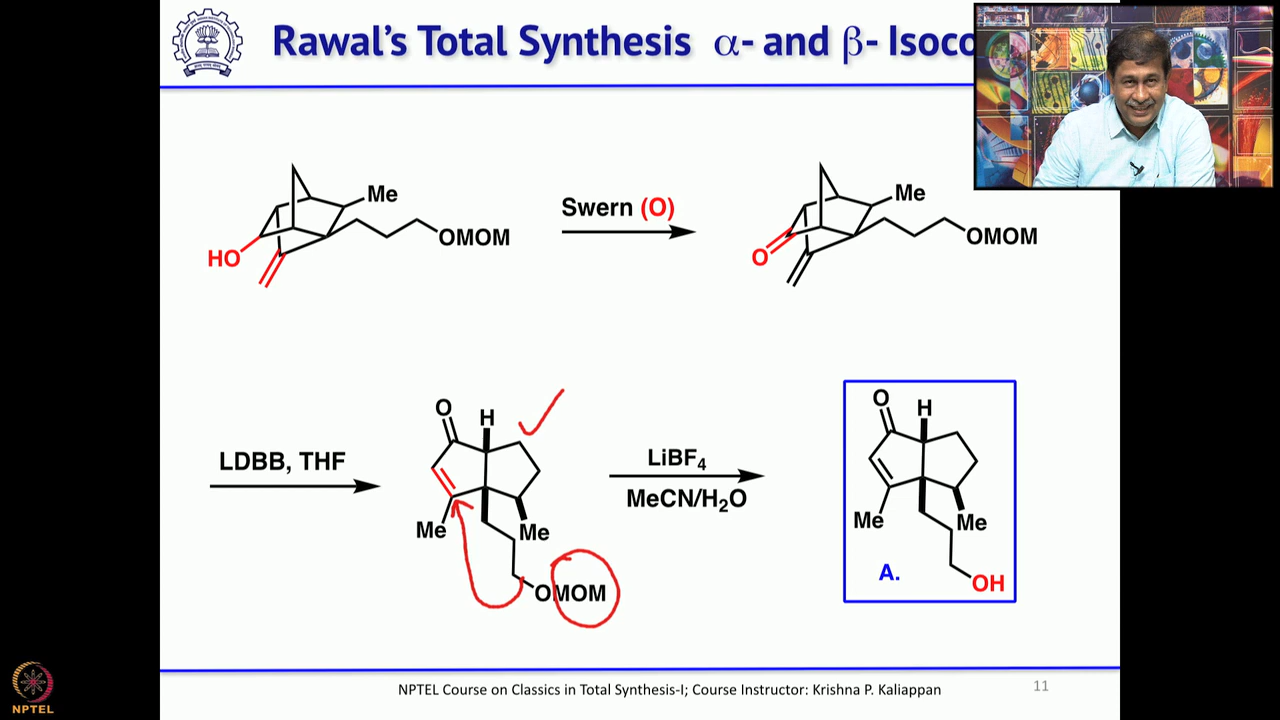 Rawal's Total Synthesis α- and β- Isoco
Me
HO
OMOM
Swern (O)
Me
O
OMOM
LDBB, THF
O
H
Me
Me
OMOM
LiBF4
MeCN/H2O
O
H
Me
Me
A.
OH
NPTEL Course on Classics in Total Synthesis-I; Course Instructor: Krishna P. Kaliappan
11
NPTEL